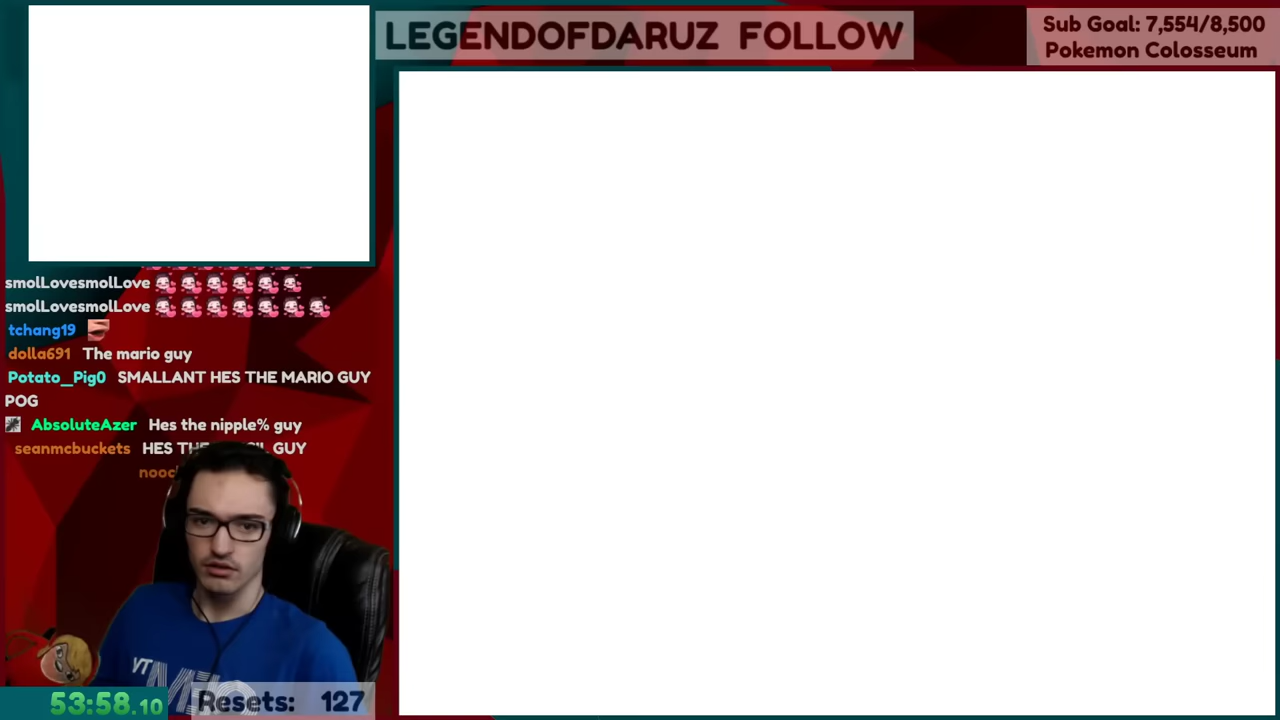 LEGENDOFDARUZ FOLLOW
Sub Goal: 7,554/8,500
Pokemon Colosseum
smolLovesmolLove
smolLovesmolLove
tchang19
dolla691 The mario guy
Potato_Pig0 SMALLANT HES THE MARIO GUY
POG
AbsoluteAzer Hes the nipple% guy
seanmcbuckets HES THE GUY
53:58.10
Resets: 127